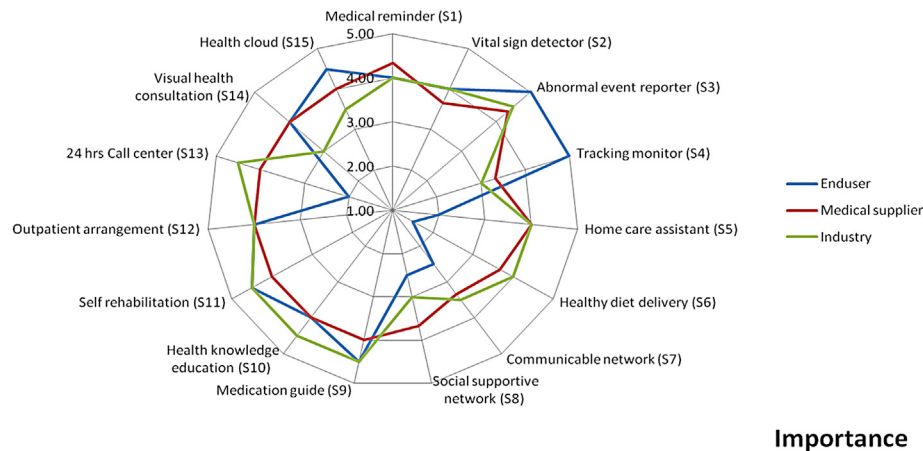 Medical reminder (S1)
5.00
Health cloud (S15)
Vital sign detector (S2)
4.00
Visual health
consultation (S14)
Abnormal event reporter (S3)
3.00
24 hrs Call center (S13)
Tracking monitor (S4)
2.00
Enduser
1.00
Medical supplier
Outpatient arrangement (S12)
Home care assistant (S5)
Industry
Self rehabilitation (S11)
Healthy diet delivery (S6)
Health knowledge
education (S10)
Communicable network (S7)
Medication guide (S9)
Social supportive
network (S8)
Importance